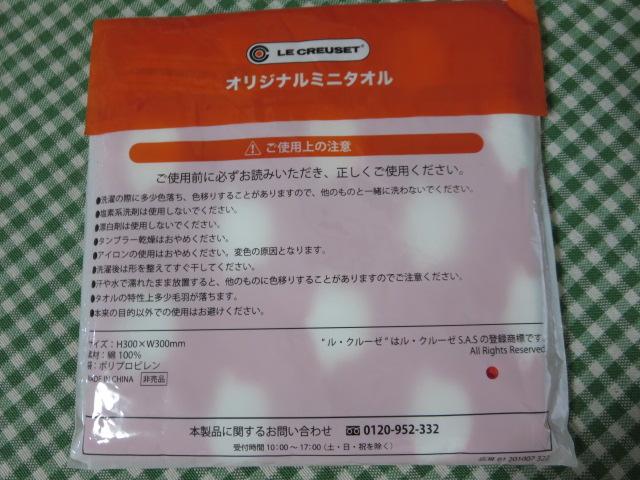 LE CREUSET
オリジナルミニタオル
ご使用上の注意
ご使用前に必ずお読みいただき、正しくご使用ください。
●洗濯の際に多少色落ち、色移りすることがありますので、他のものと一緒に洗わないでください。
●塩素系洗剤は使用しないでください。
●漂白剤は使用しないでください。
●タンブラー乾燥はおやめください。
●アイロンの使用はおやめください。変色の原因となります。
●洗濯後は形を整えてすぐ干してください。
●汗や水で濡れたまま放置すると、他のものに色移りすることがありますのでご注意ください。
●タオルの特性上多少毛羽が落ちます。
●本来の目的以外での使用はお避けください。
サイズ：H300×W300mm
素材：綿 100%
袋：ポリプロピレン
MADE IN CHINA 非売品
"ル・クルーゼ"はル・クルーゼ S.A.S の登録商標です。
All Rights Reserved
本製品に関するお問い合わせ 0120-952-332
受付時間 10：00～17：00（土・日・祝を除く）
01 201007 322